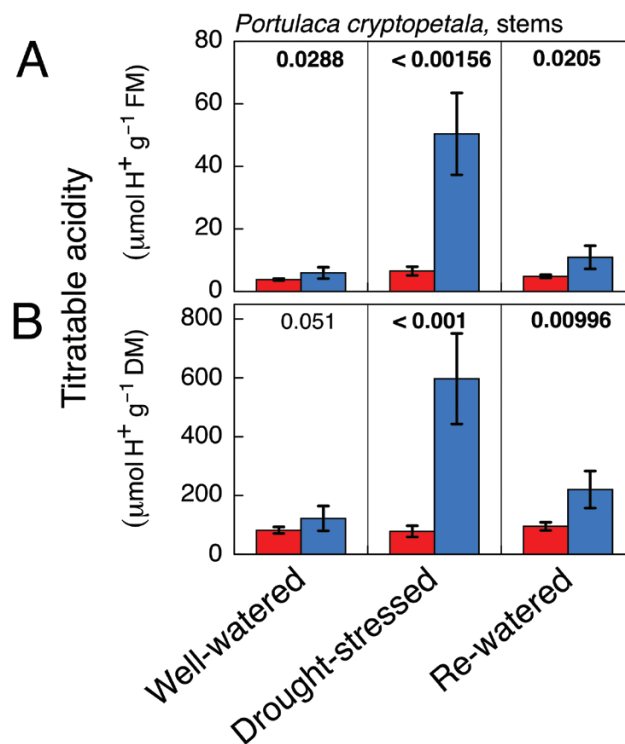 Portulaca cryptopetala, stems
A
80
60
40
20
0
0.0288
< 0.00156
0.0205
(μmol H⁺ g⁻¹ FM)
Titratable acidity
B
800
600
400
200
0
0.051
< 0.001
0.00996
(μmol H⁺ g⁻¹ DM)
Well-watered
Drought-stressed
Re-watered